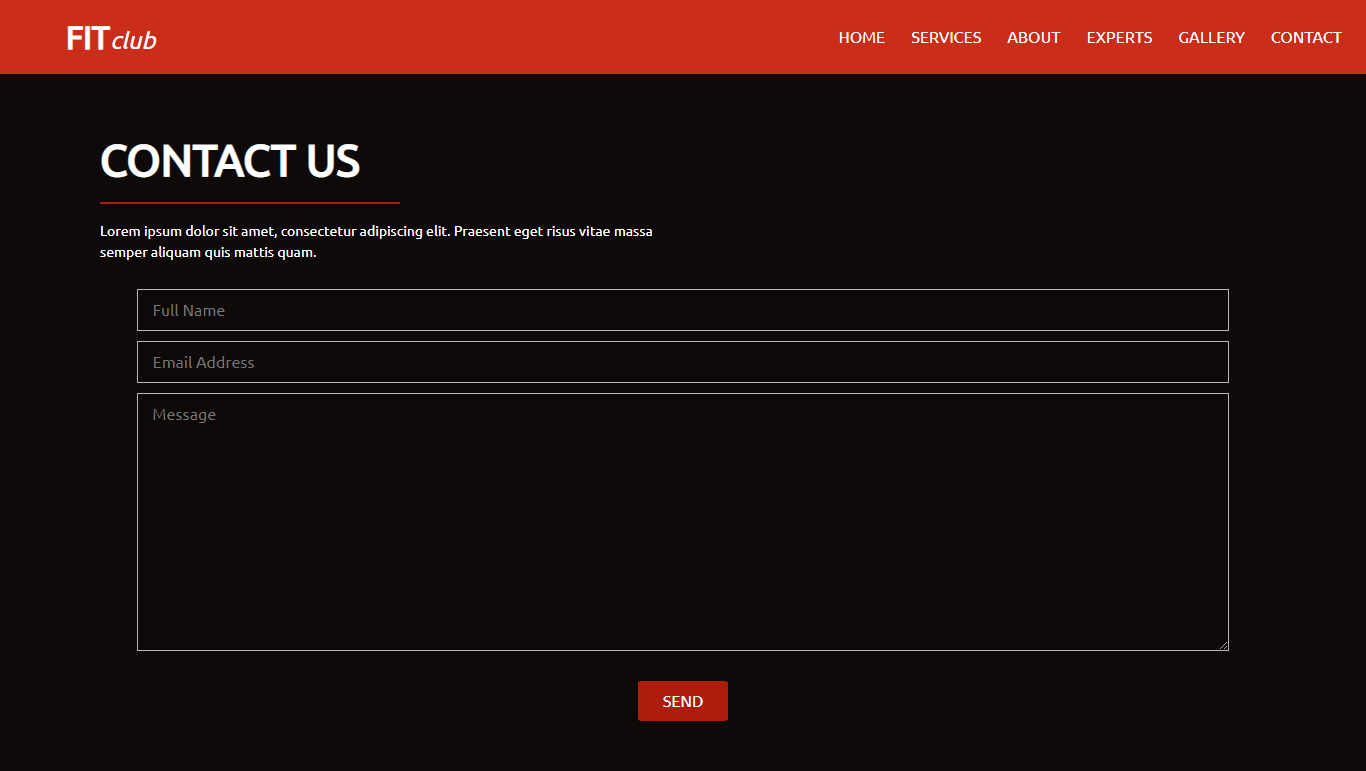 FIT club
HOME SERVICES ABOUT EXPERTS GALLERY CONTACT
CONTACT US
Lorem ipsum dolor sit amet, consectetur adipiscing elit. Praesent eget risus vitae massa
semper aliquam quis mattis quam.
Full Name
Email Address
Message
SEND